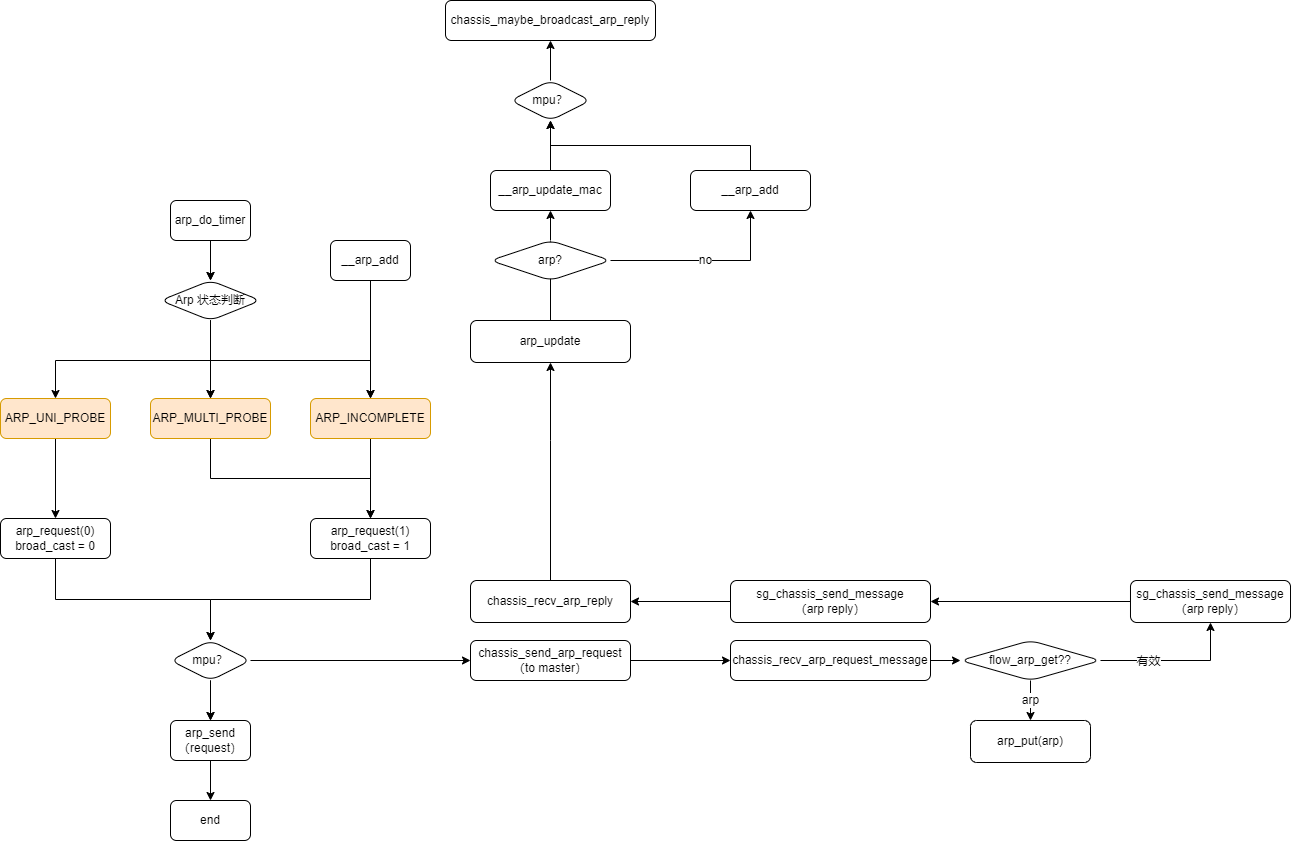 chassis_maybe_broadcast_arp_reply
mpu?
__arp_update_mac
__arp_add
arp_do_timer
__arp_add
arp?
no
Arp 状态判断
arp_update
ARP_UNI_PROBE
ARP_MULTI_PROBE
ARP_INCOMPLETE
arp_request(0)
broad_cast = 0
arp_request(1)
broad_cast = 1
chassis_recv_arp_reply
sg_chassis_send_message
（arp reply）
sg_chassis_send_message
（arp reply）
mpu?
chassis_send_arp_request
（to master）
chassis_recv_arp_request_message
flow_arp_get??
有效
arp
arp_send
（request）
arp_put(arp)
end